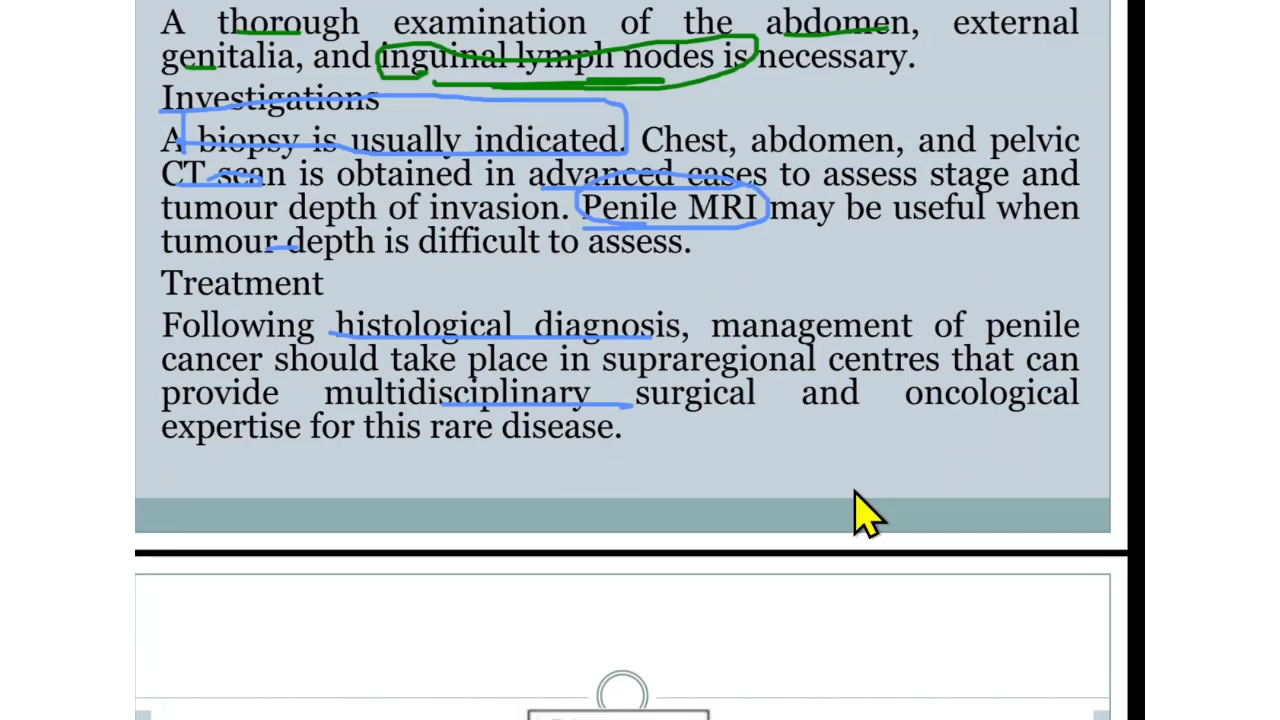 A thorough examination of the abdomen, external
genitalia, and inguinal lymph nodes is necessary.
Investigations
A biopsy is usually indicated. Chest, abdomen, and pelvic
CT scan is obtained in advanced cases to assess stage and
tumour depth of invasion. Penile MRI may be useful when
tumour depth is difficult to assess.
Treatment
Following histological diagnosis, management of penile
cancer should take place in supraregional centres that can
provide multidisciplinary surgical and oncological
expertise for this rare disease.